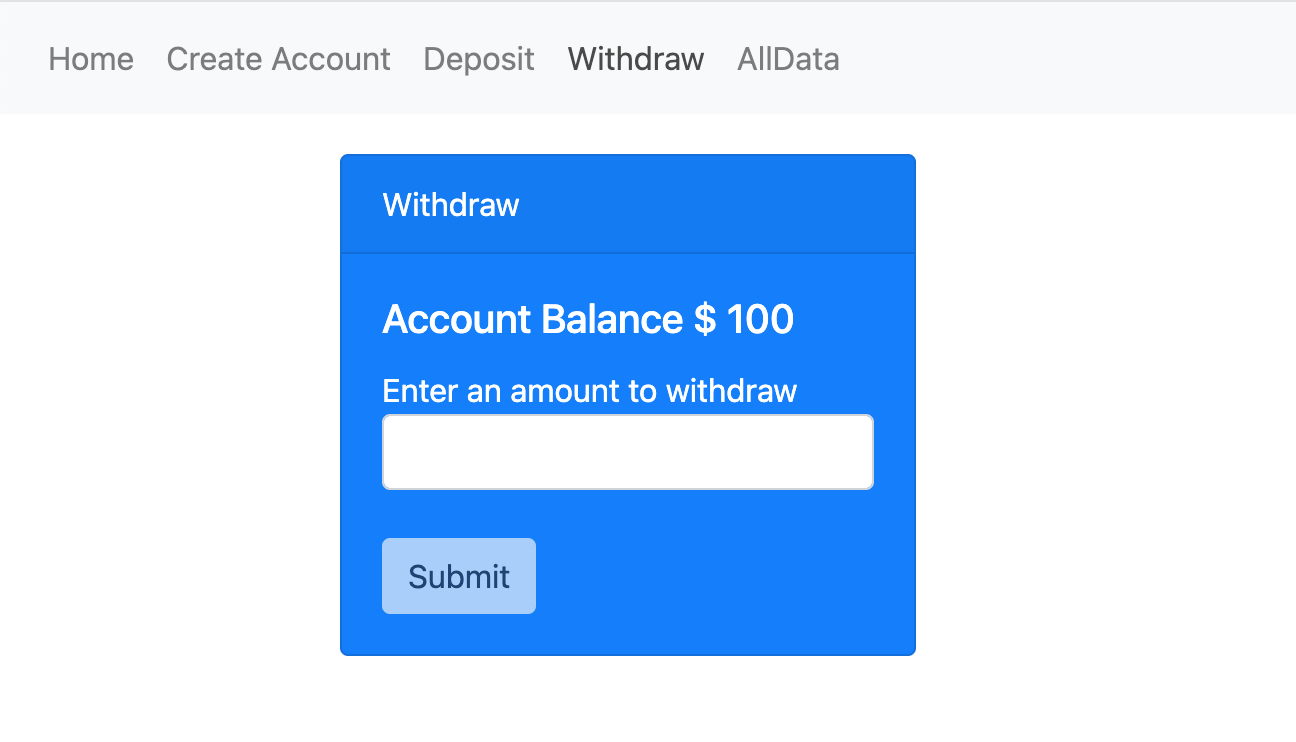 Home Create Account Deposit Withdraw AllData
Withdraw
Account Balance $ 100
Enter an amount to withdraw
Submit